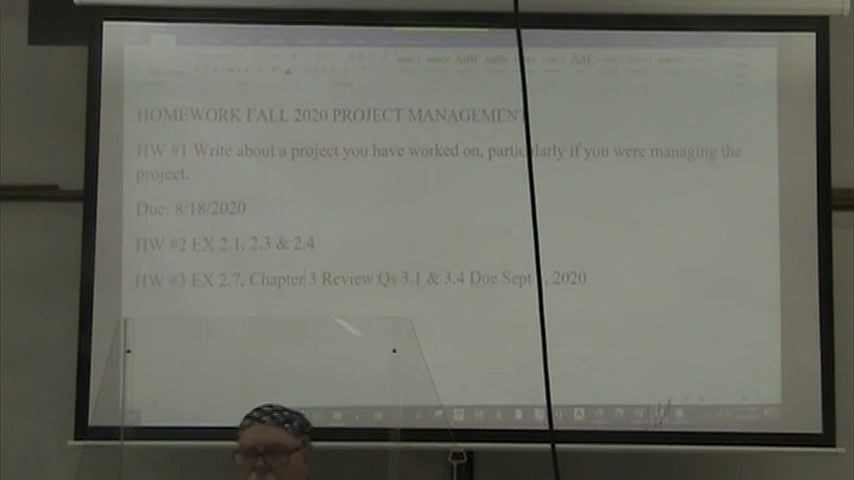 HOMEWORK FALL 2020 PROJECT MANAGEMENT
HW #1 Write about a project you have worked on, particularly if you were managing the
project.
Due: 8/18/2020
HW #2 EX 2.1, 2.3 & 2.4
HW #3 EX 2.7, Chapter 3 Review Qs 3.1 & 3.4 Due Sept , 2020